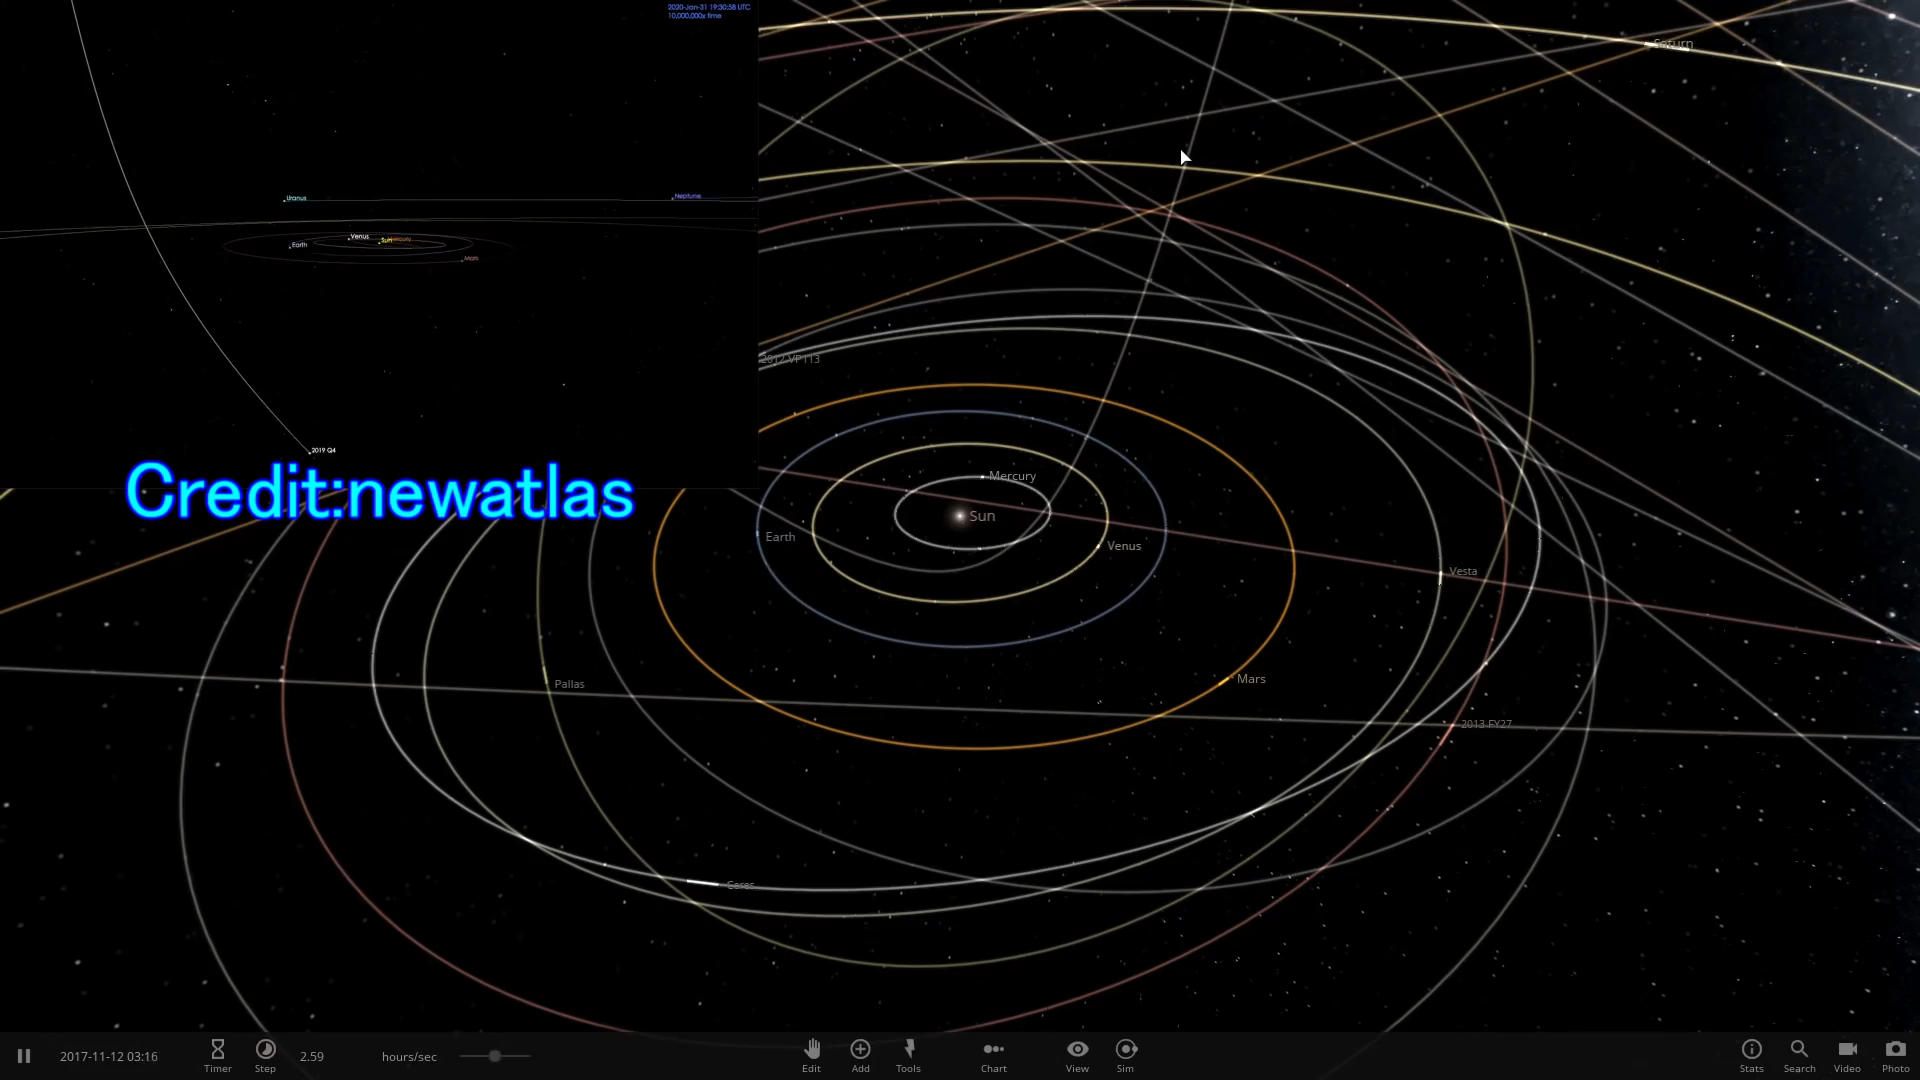 2020-Jan-31 19:30:58 UTC
10,000,000x time
Saturn
Uranus
Neptune
Venus
Sun
Mercury
Earth
Mars
2012 VP113
2019 Q4
Credit:newatlas
Mercury
Sun
Earth
Venus
Vesta
Pallas
Mars
2013 FY27
Ceres
2017-11-12 03:16
Timer
Step
2.59
hours/sec
Edit
Add
Tools
Chart
View
Sim
Stats
Search
Video
Photo